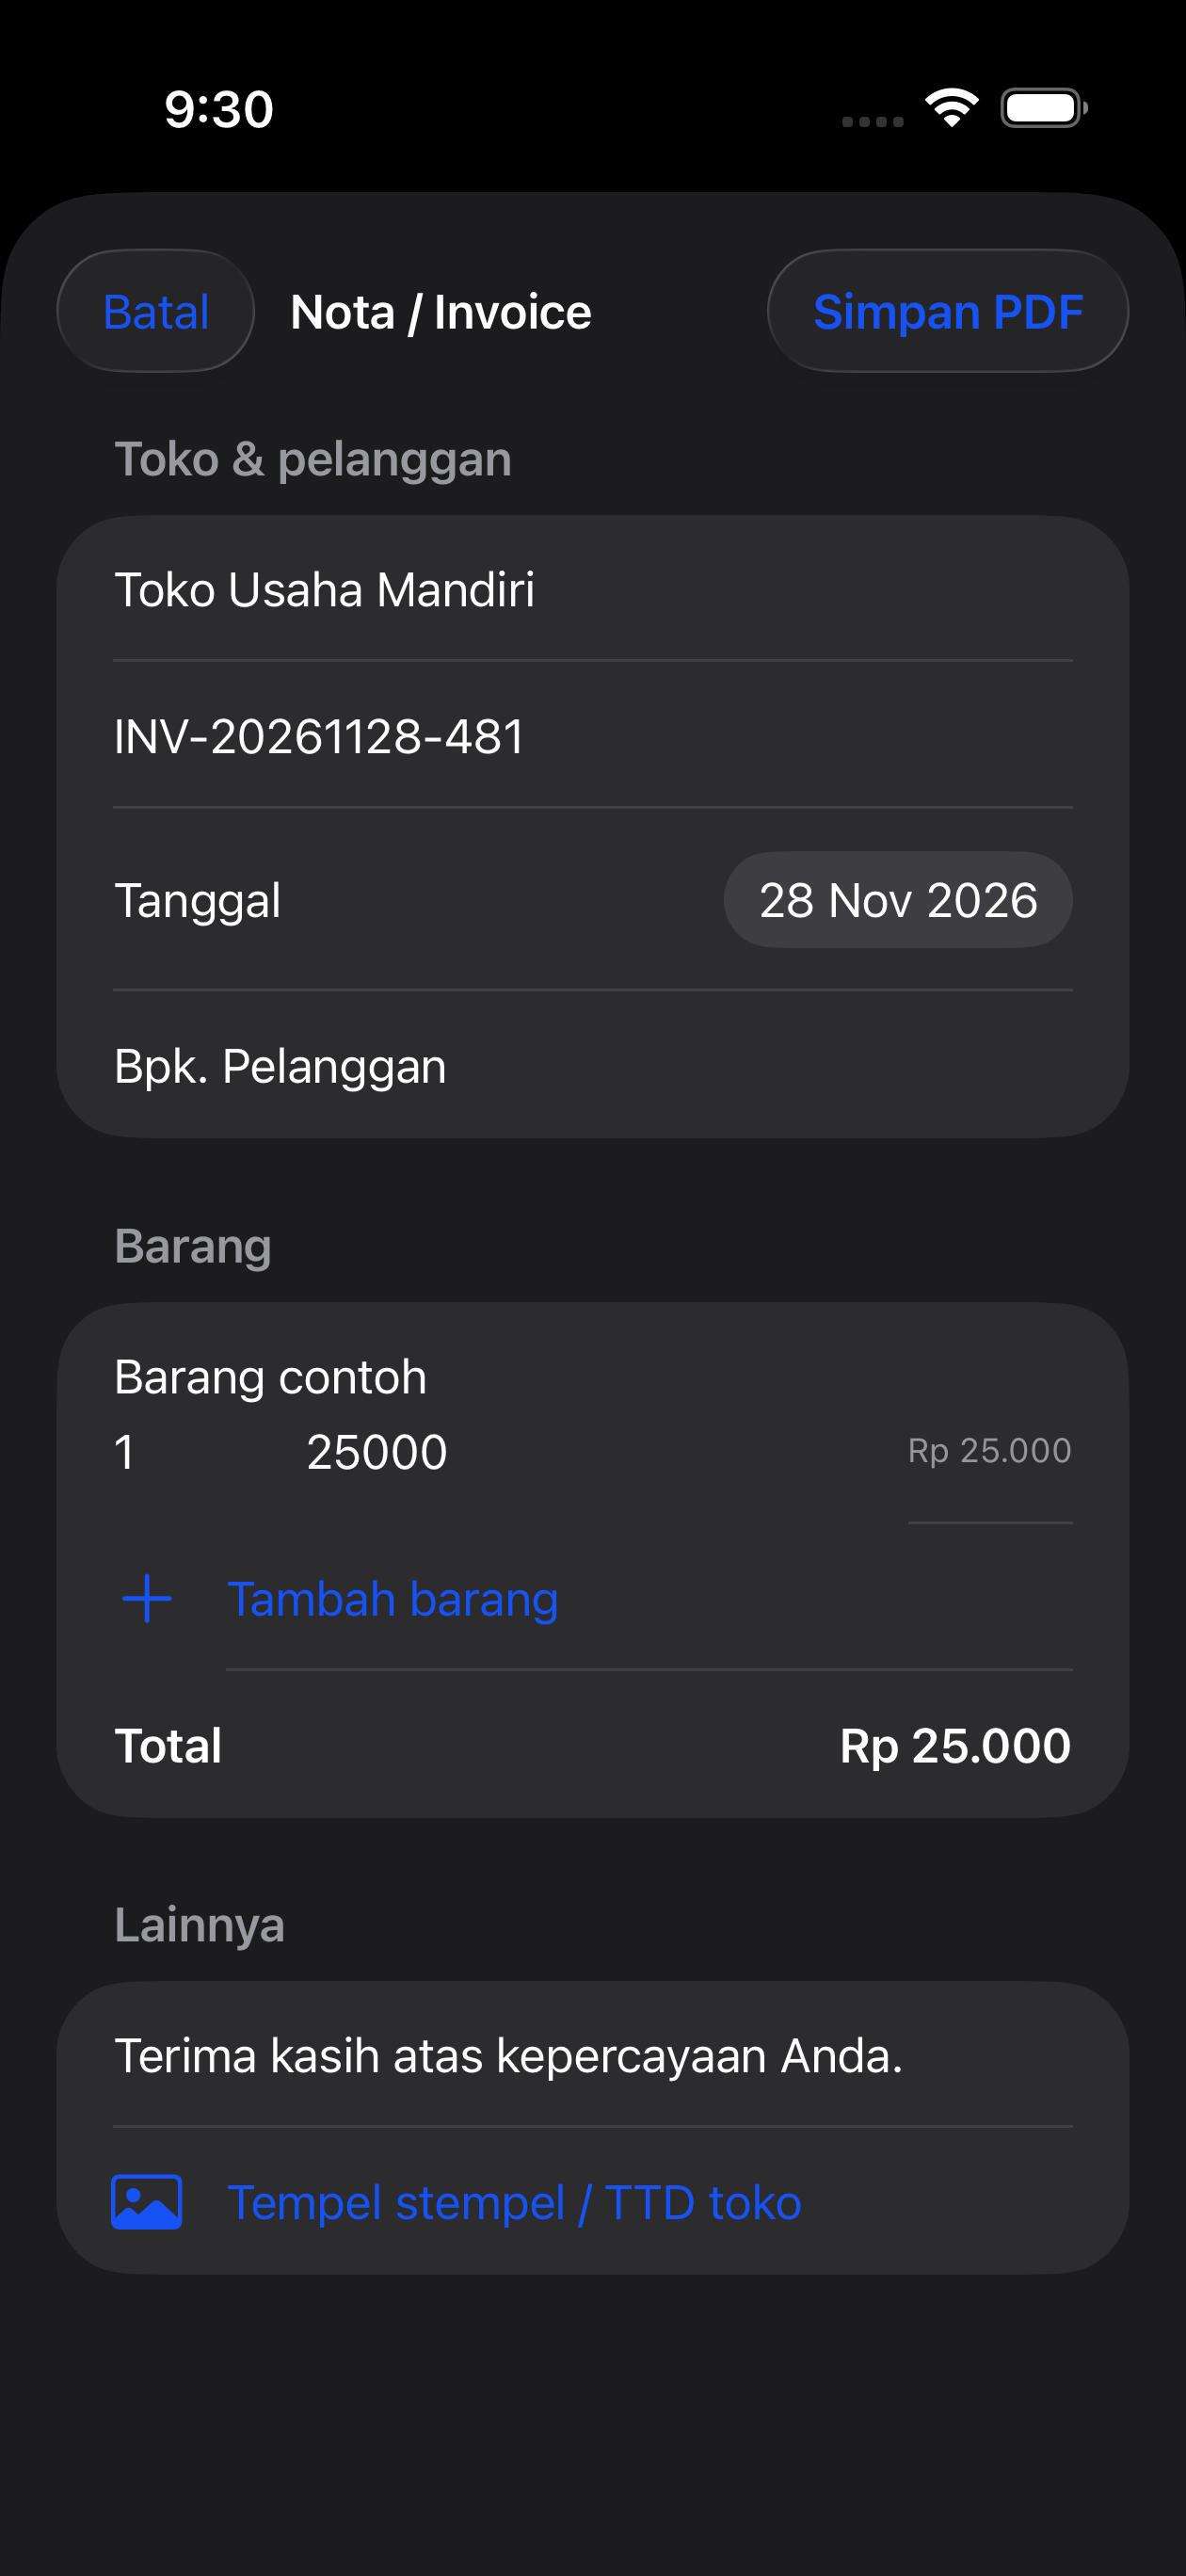 9:30
Batal
Nota / Invoice
Simpan PDF
Toko & pelanggan
Toko Usaha Mandiri
INV-20261128-481
Tanggal
28 Nov 2026
Bpk. Pelanggan
Barang
Barang contoh
1 25000 Rp 25.000
Tambah barang
Total Rp 25.000
Lainnya
Terima kasih atas kepercayaan Anda.
Tempel stempel / TTD toko